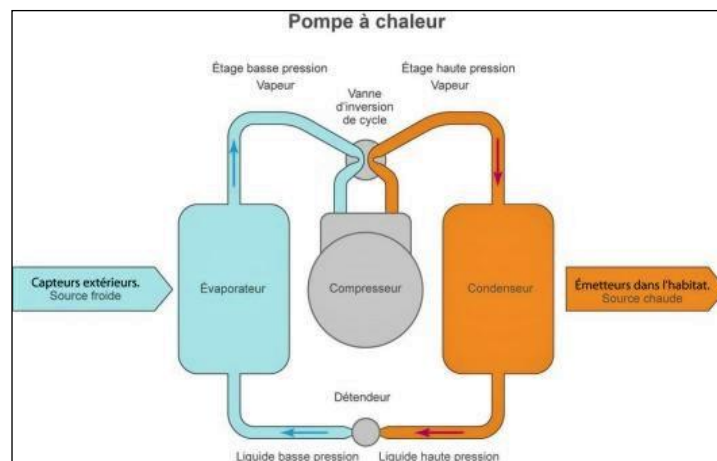 Pompe à chaleur
Étage basse pression
Vapeur
Vanne
d'inversion
de cycle
Étage haute pression
Vapeur
Capteurs extérieurs.
Source froide
Évaporateur
Compresseur
Condenseur
Émetteurs dans l'habitat.
Source chaude
Détendeur
Liquide basse pression
Liquide haute pression